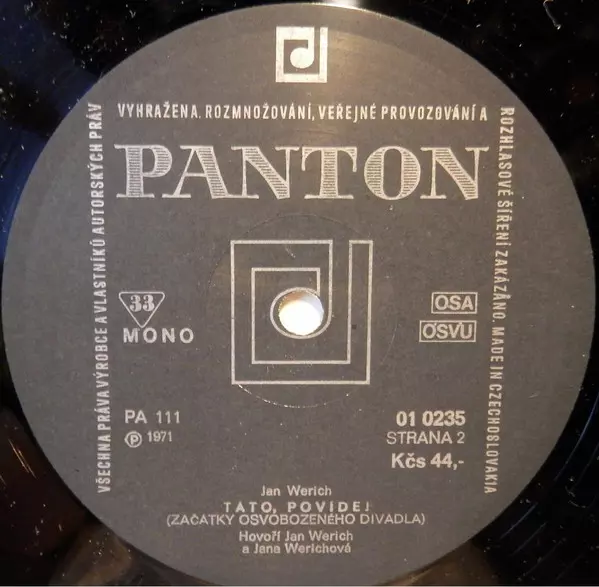 VŠECHNA PRÁVA VÝROBCE A VLASTNÍKŮ AUTORSKÝCH PRÁV
VYHRAŽENA. ROZMNOŽOVÁNÍ, VEŘEJNÉ PROVOZOVÁNÍ A
ROZHLASOVÉ ŠÍŘENÍ ZAKÁZÁNO. MADE IN CZECHOSLOVAKIA
PANTON
33
MONO
OSA
OSVU
PA 111
01 0235
Ⓟ 1971
STRANA 2
Kčs 44,-
Jan Werich
TÁTO, POVÍDEJ
(ZAČÁTKY OSVOBOZENÉHO DIVADLA)
Hovoří Jan Werich
a Jana Werichová